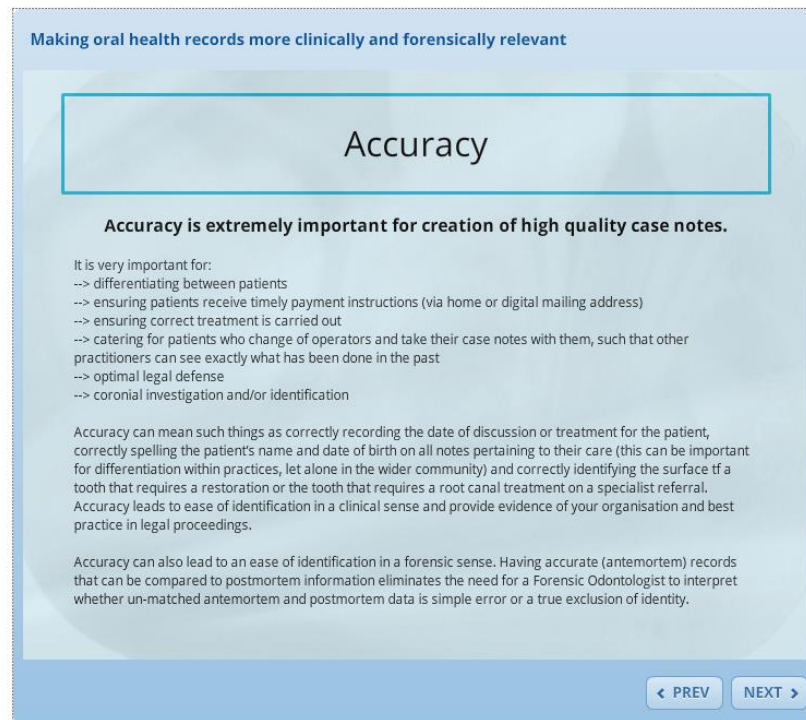 Making oral health records more clinically and forensically relevant
Accuracy
Accuracy is extremely important for creation of high quality case notes.
It is very important for:
--> differentiating between patients
--> ensuring patients receive timely payment instructions (via home or digital mailing address)
--> ensuring correct treatment is carried out
--> catering for patients who change of operators and take their case notes with them, such that other
practitioners can see exactly what has been done in the past
--> optimal legal defense
--> coronial investigation and/or identification
Accuracy can mean such things as correctly recording the date of discussion or treatment for the patient,
correctly spelling the patient's name and date of birth on all notes pertaining to their care (this can be important
for differentiation within practices, let alone in the wider community) and correctly identifying the surface tf a
tooth that requires a restoration or the tooth that requires a root canal treatment on a specialist referral.
Accuracy leads to ease of identification in a clinical sense and provide evidence of your organisation and best
practice in legal proceedings.
Accuracy can also lead to an ease of identification in a forensic sense. Having accurate (antemortem) records
that can be compared to postmortem information eliminates the need for a Forensic Odontologist to interpret
whether un-matched antemortem and postmortem data is simple error or a true exclusion of identity.
< PREV NEXT >